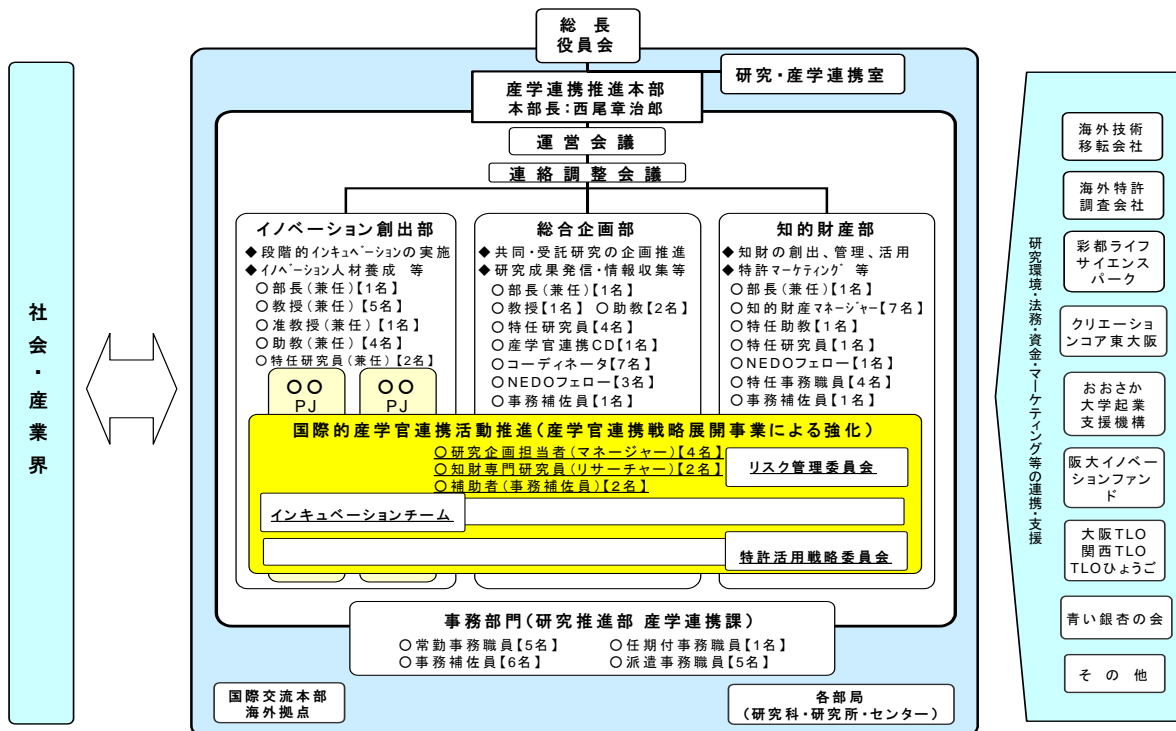 総長
役員会
研究・産学連携室
産学連携推進本部
本部長：西尾章治郎
運営会議
連絡調整会議
イノベーション創出部
◆段階的インキュベーションの実施
◆イノベーション人材養成 等
○部長（兼任）【1名】
○教授（兼任）【5名】
○准教授（兼任）【1名】
○助教（兼任）【4名】
○特任研究員（兼任）【2名】
○○
PJ
○○
PJ
総合企画部
◆共同・受託研究の企画推進
◆研究成果発信・情報収集等
○部長（兼任）【1名】
○教授【1名】 ○助教【2名】
○特任研究員【4名】
○産学官連携CD【1名】
○コーディネータ【7名】
○NEDOフェロー【3名】
○事務補佐員【1名】
知的財産部
◆知財の創出、管理、活用
◆特許マーケティング 等
○部長（兼任）【1名】
○知的財産マネージャー【7名】
○特任助教【1名】
○特任研究員【1名】
○NEDOフェロー【1名】
○特任事務職員【4名】
○事務補佐員【1名】
国際的産学官連携活動推進（産学官連携戦略展開事業による強化）
○研究企画担当者（マネージャー）【4名】
○知財専門研究員（リサーチャー）【2名】
○補助者（事務補佐員）【2名】
リスク管理委員会
インキュベーションチーム
特許活用戦略委員会
事務部門（研究推進部 産学連携課）
○常勤事務職員【5名】 ○任期付事務職員【1名】
○事務補佐員【6名】 ○派遣事務職員【5名】
国際交流本部
海外拠点
各部局
（研究科・研究所・センター）
社会・産業界
研究環境・法務・資金・マーケティング等の連携・支援
海外技術
移転会社
海外特許
調査会社
彩都ライフ
サイエンス
パーク
クリエーショ
ンコア東大阪
おおさか
大学起業
支援機構
阪大イノベー
ションファン
ド
大阪TLO
関西TLO
TLOひょうご
青い銀杏の会
その他